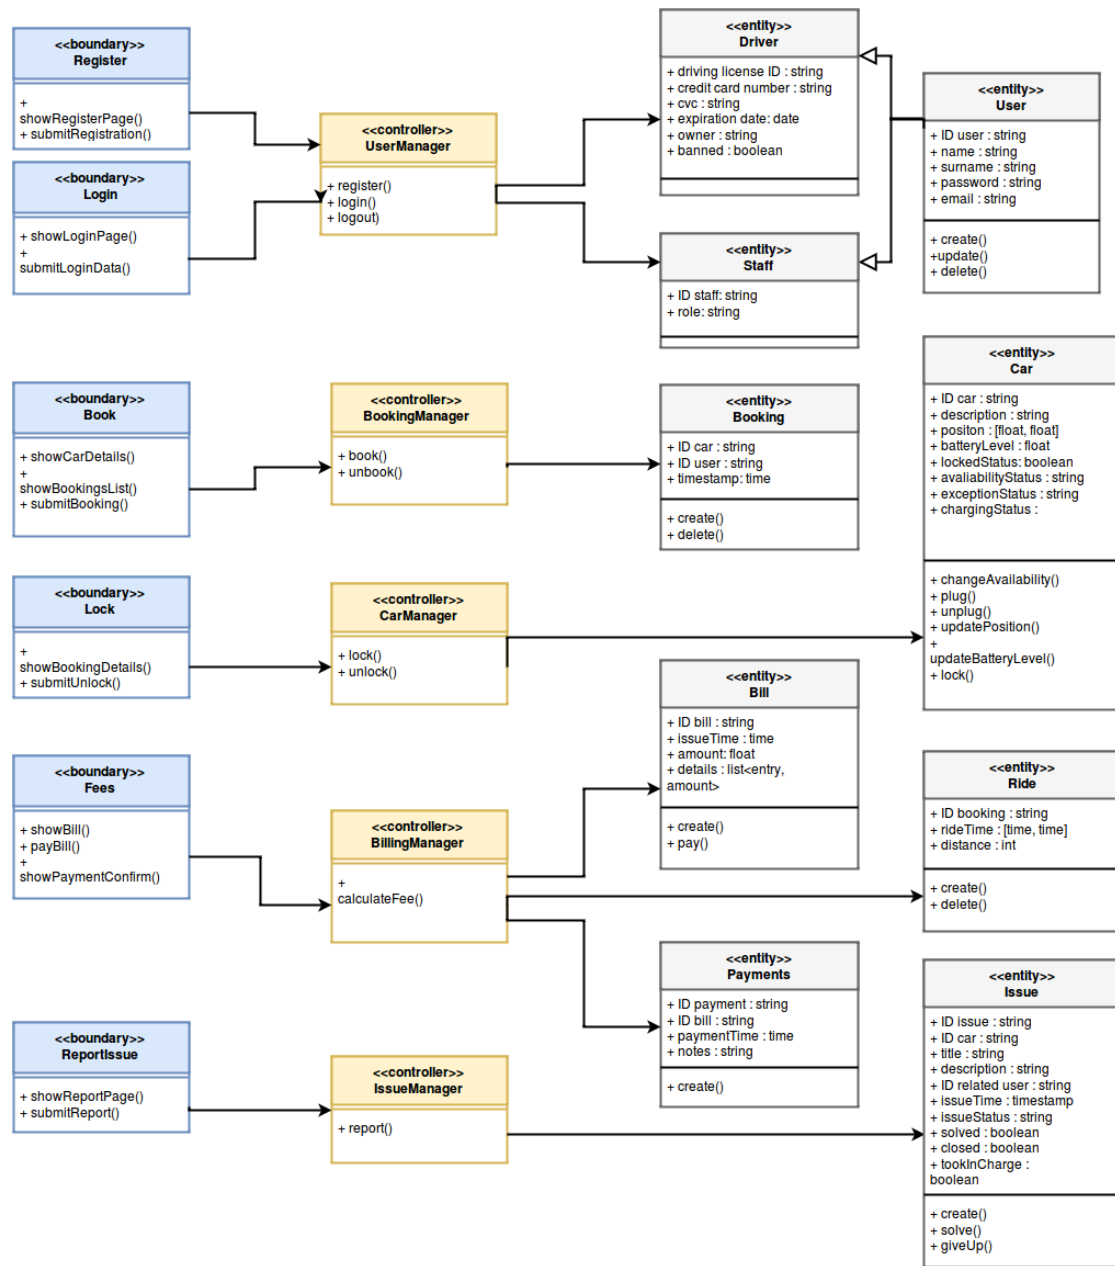 <<boundary>>
Register
+
showRegisterPage()
+ submitRegistration()
<<boundary>>
Login
+ showLoginPage()
+
submitLoginData()
<<controller>>
UserManager
+ register()
+ login()
+ logout)
<<entity>>
Driver
+ driving license ID : string
+ credit card number : string
+ cvc : string
+ expiration date: date
+ owner : string
+ banned : boolean
<<entity>>
User
+ ID user : string
+ name : string
+ surname : string
+ password : string
+ email : string
+ create()
+update()
+ delete()
<<entity>>
Staff
+ ID staff: string
+ role: string
<<boundary>>
Book
+ showCarDetails()
+
showBookingsList()
+ submitBooking()
<<controller>>
BookingManager
+ book()
+ unbook()
<<entity>>
Booking
+ ID car : string
+ ID user : string
+ timestamp: time
+ create()
+ delete()
<<entity>>
Car
+ ID car : string
+ description : string
+ positon : [float, float]
+ batteryLevel : float
+ lockedStatus: boolean
+ avaliabilityStatus : string
+ exceptionStatus : string
+ chargingStatus :
+ changeAvailability()
+ plug()
+ unplug()
+ updatePosition()
+
updateBatteryLevel()
+ lock()
<<boundary>>
Lock
+
showBookingDetails()
+ submitUnlock()
<<controller>>
CarManager
+ lock()
+ unlock()
<<entity>>
Bill
+ ID bill : string
+ issueTime : time
+ amount: float
+ details : list<entry,
amount>
+ create()
+ pay()
<<boundary>>
Fees
+ showBill()
+ payBill()
+
showPaymentConfirm()
<<controller>>
BillingManager
+
calculateFee()
<<entity>>
Ride
+ ID booking : string
+ rideTime : [time, time]
+ distance : int
+ create()
+ delete()
<<entity>>
Payments
+ ID payment : string
+ ID bill : string
+ paymentTime : time
+ notes : string
+ create()
<<boundary>>
ReportIssue
+ showReportPage()
+ submitReport()
<<controller>>
IssueManager
+ report()
<<entity>>
Issue
+ ID issue : string
+ ID car : string
+ title : string
+ description : string
+ ID related user : string
+ issueTime : timestamp
+ issueStatus : string
+ solved : boolean
+ closed : boolean
+ tookInCharge :
boolean
+ create()
+ solve()
+ giveUp()